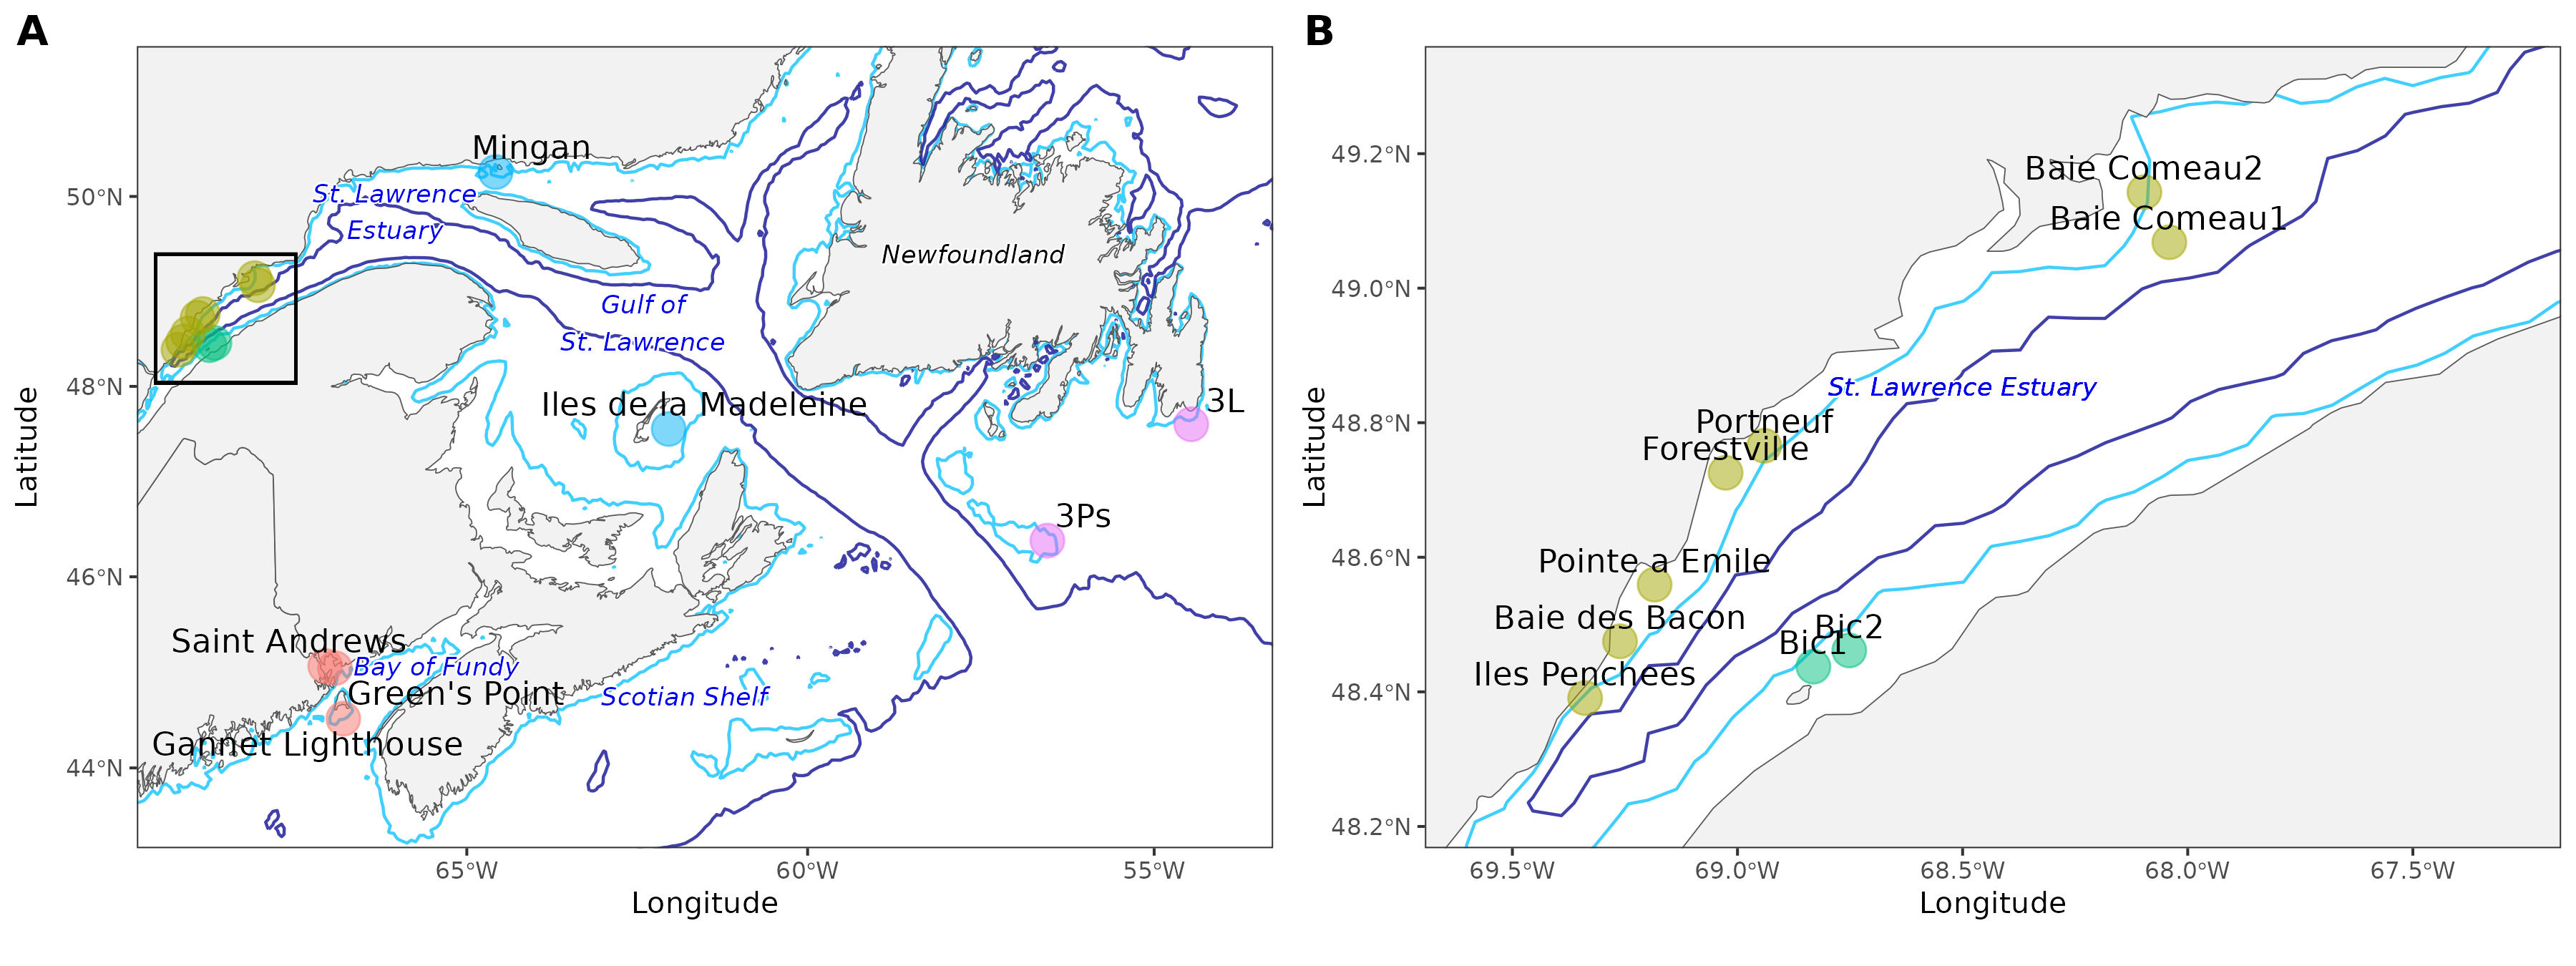 A
Mingan
St. Lawrence
Estuary
Newfoundland
Gulf of
St. Lawrence
Iles de la Madeleine
3L
3Ps
Saint Andrews
Bay of Fundy
Green's Point
Scotian Shelf
Gannet Lighthouse
50°N
48°N
46°N
44°N
Latitude
65°W 60°W 55°W
Longitude
B
Baie Comeau2
Baie Comeau1
St. Lawrence Estuary
Portneuf
Forestville
Pointe a Emile
Baie des Bacon
Bic2
Bic1
Iles Penchees
49.2°N
49.0°N
48.8°N
48.6°N
48.4°N
48.2°N
Latitude
69.5°W 69.0°W 68.5°W 68.0°W 67.5°W
Longitude